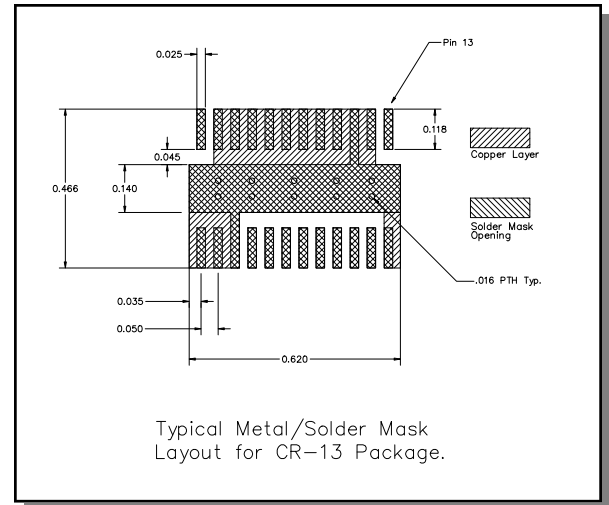 Pin 13
0.025
0.118
Copper Layer
0.045
0.466
0.140
Solder Mask
Opening
.016 PTH Typ.
0.035
0.050
0.620
Typical Metal/Solder Mask
Layout for CR-13 Package.